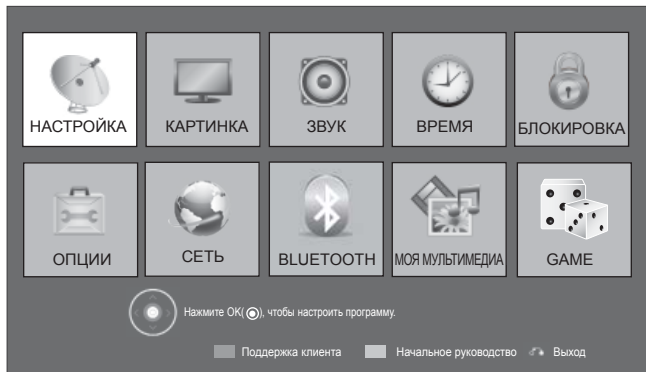 НАСТРОЙКА КАРТИНКА ЗВУК ВРЕМЯ БЛОКИРОВКА
ОПЦИИ СЕТЬ BLUETOOTH МОЯ МУЛЬТИМЕДИА GAME
Нажмите ОК(◉), чтобы настроить программу.
Поддержка клиента Начальное руководство Выход